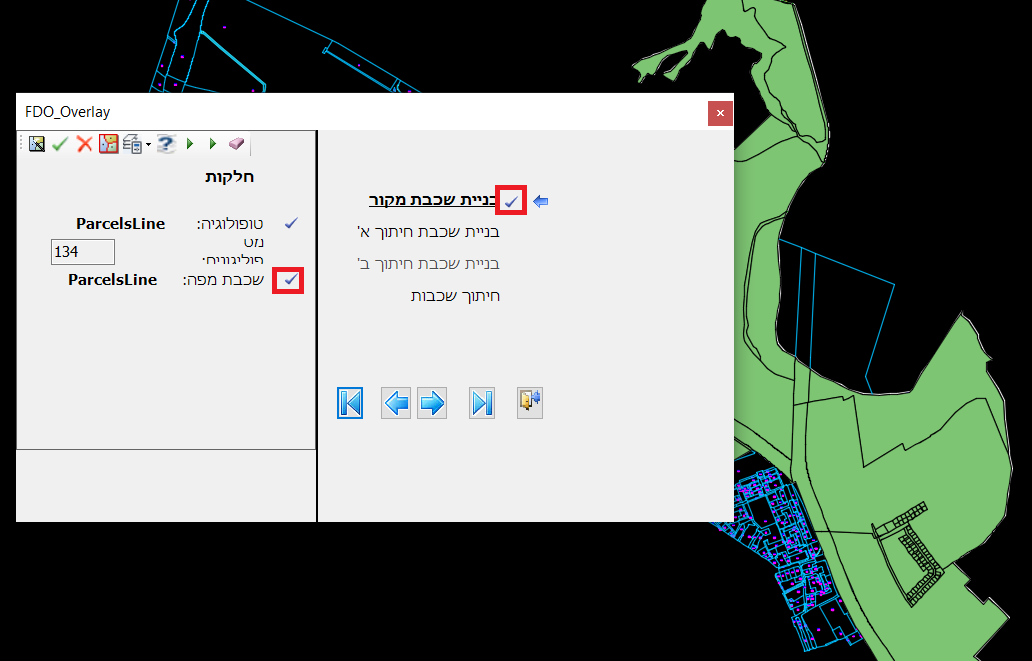 FDO_Overlay
חלקות
טופולוגיה: ParcelsLine
מס
פוליגונים:
134
שכבת מפה: ParcelsLine
בניית שכבת מקור
בניית שכבת חיתוך א'
בניית שכבת חיתוך ב'
חיתוך שכבות